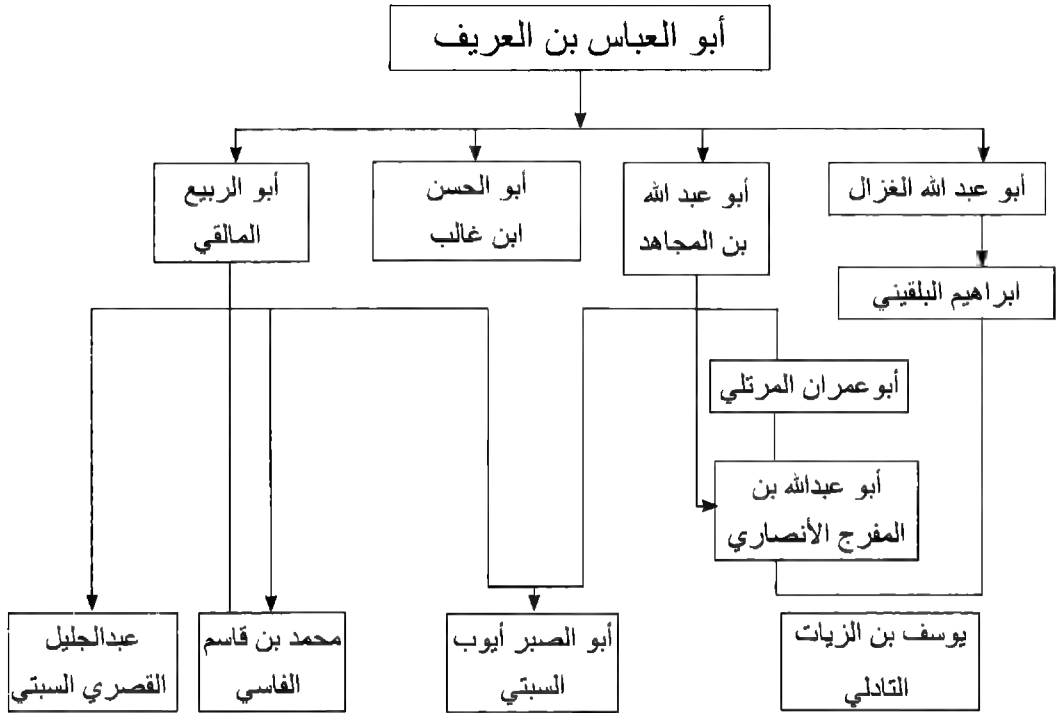 أبو العباس بن العريف
أبو عبد الله الغزال
أبو عبد الله
بن المجاهد
أبو الحسن
ابن غالب
أبو الربيع
المالقي
ابراهيم البلقيني
أبو عمران المرتلي
أبو عبدالله بن
المفرج الأنصاري
يوسف بن الزيات
التادلي
أبو الصبر أيوب
السبتي
محمد بن قاسم
الفاسي
عبدالجليل
القصري السبتي